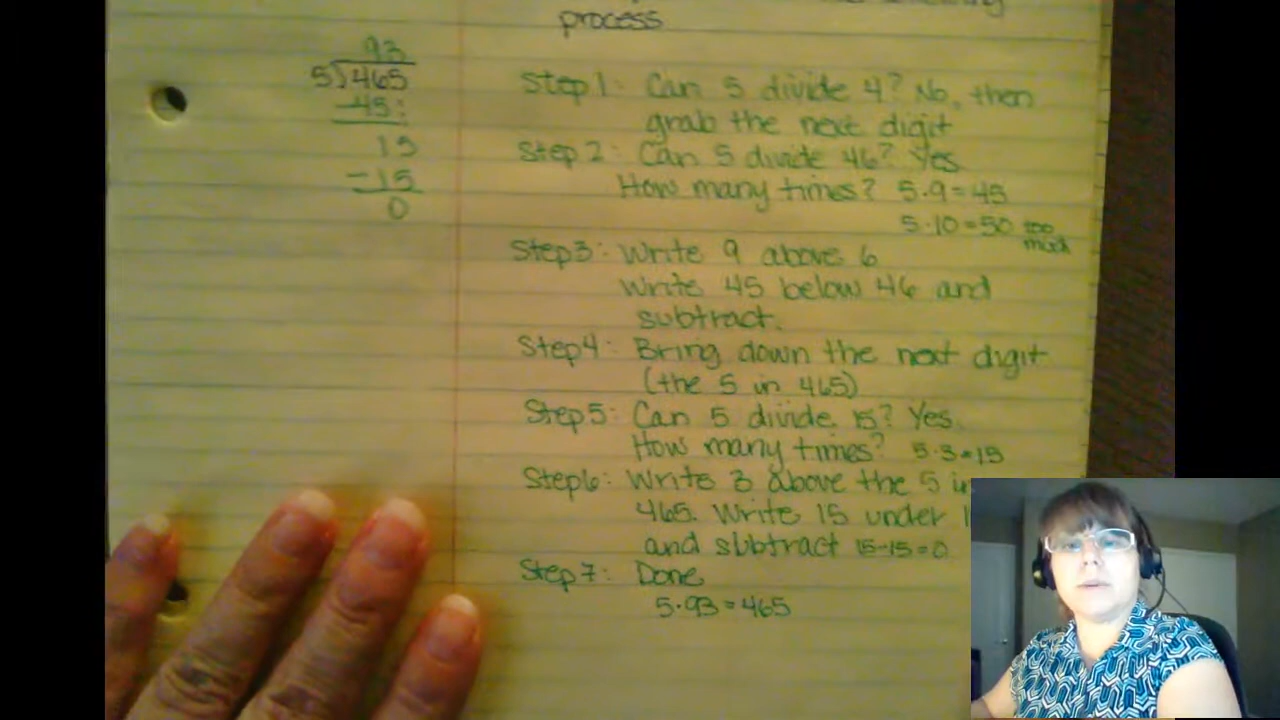 process
93
5)465
-45
15
-15
0
Step 1: Can 5 divide 4? No, then
grab the next digit
Step 2: Can 5 divide 46? Yes
How many times? 5·9=45
5·10=50 too
much
Step 3: Write 9 above 6
Write 45 below 46 and
subtract.
Step 4: Bring down the next digit
(the 5 in 465)
Step 5: Can 5 divide 15? Yes.
How many times? 5·3=15
Step 6: Write 3 above the 5 in
465. Write 15 under
and subtract 15-15=0
Step 7: Done
5·93=465